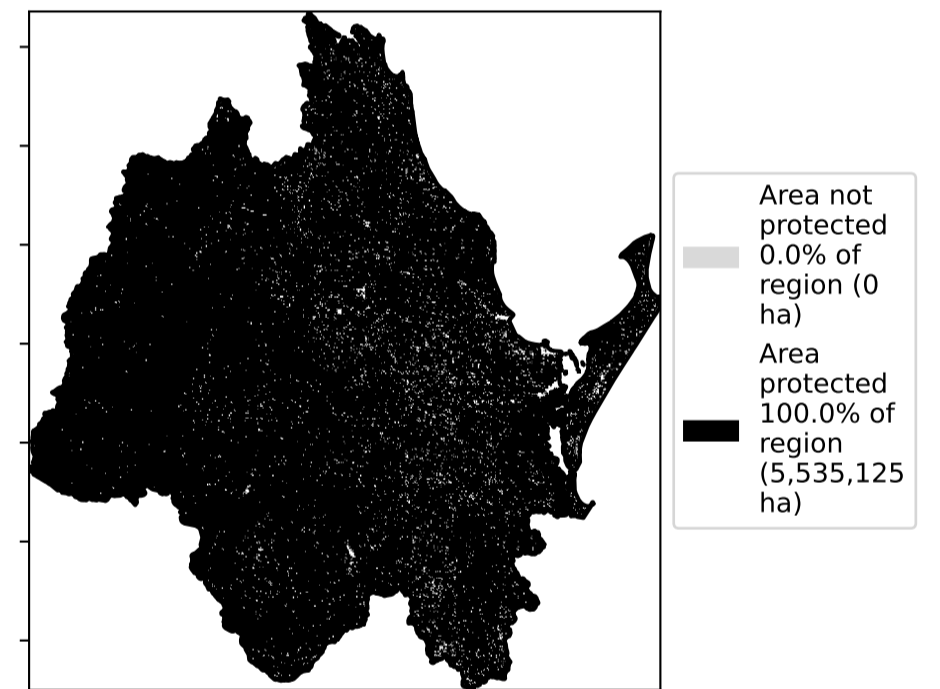 Area not
protected
0.0% of
region (0
ha)
Area
protected
100.0% of
region
(5,535,125
ha)